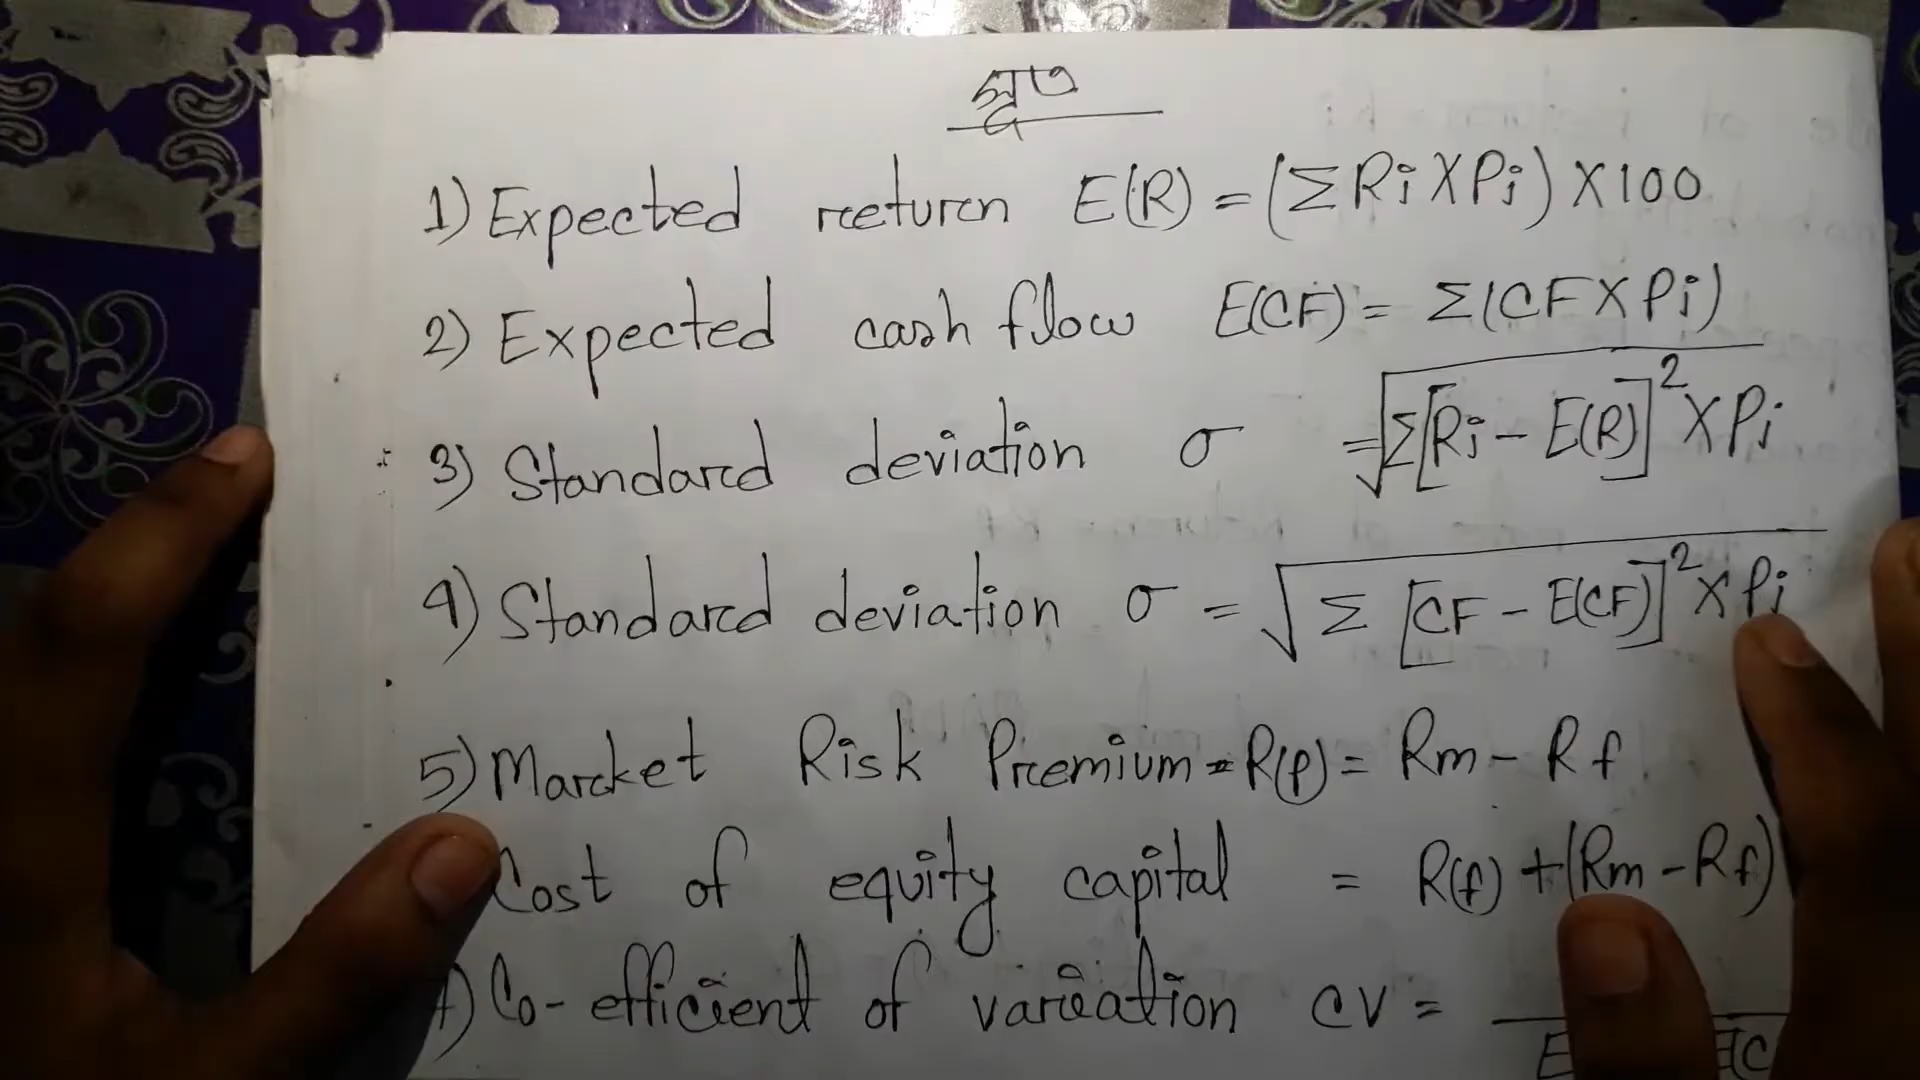 সূত্র
1) Expected return E(R) = (ΣRi X Pi) X 100
2) Expected cash flow E(CF) = Σ(CF X Pi)
3) Standard deviation σ = √Σ[Ri - E(R)]² X Pi
4) Standard deviation σ = √Σ [CF - E(CF)]² X Pi
5) Market Risk Premium = R(p) = Rm - Rf
Cost of equity capital = R(f) + (Rm - Rf)
7) Co-efficient of variation CV =